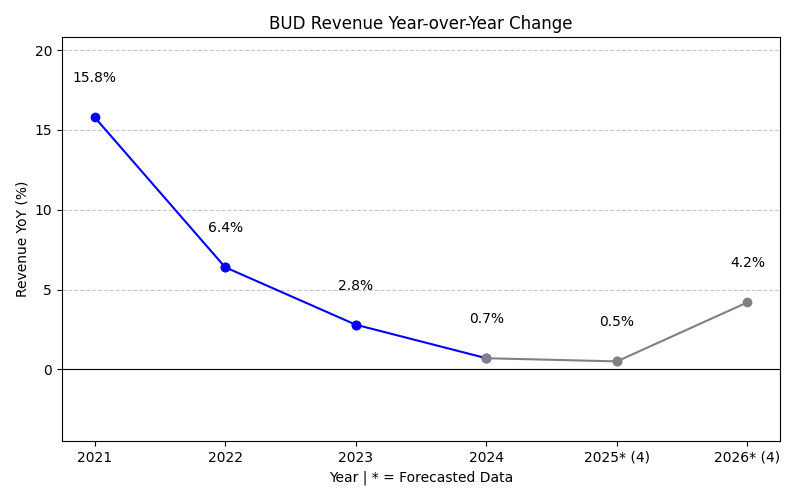 BUD Revenue Year-over-Year Change
Revenue YoY (%)
20
15
10
5
0
15.8%
6.4%
2.8%
0.7%
0.5%
4.2%
2021 2022 2023 2024 2025* (4) 2026* (4)
Year | * = Forecasted Data